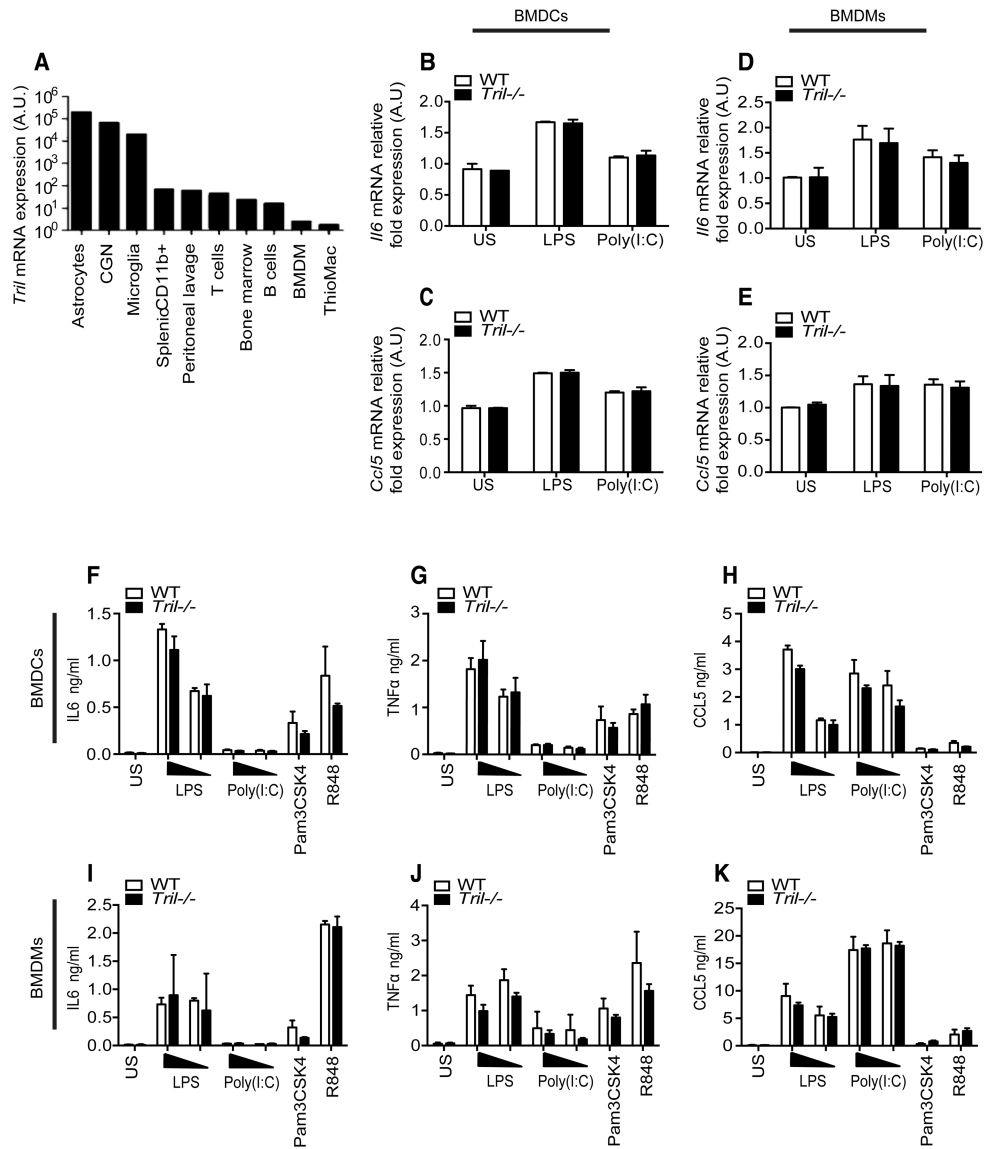 BMDCs
BMDMs
A
Tril mRNA expression (A.U.)
10^6
10^5
10^4
10^3
10^2
10^1
10^0
Astrocytes
CGN
Microglia
SplenicCD11b+
Peritoneal lavage
T cells
Bone marrow
B cells
BMDM
ThioMac
B
WT
Tril-/-
Il6 mRNA relative
fold expression (A.U)
2.0
1.5
1.0
0.5
0.0
US LPS Poly(I:C)
D
WT
Tril-/-
Il6 mRNA relative
fold expression (A.U)
2.5
2.0
1.5
1.0
0.5
0.0
US LPS Poly(I:C)
C
WT
Tril-/-
Ccl5 mRNA relative
fold expression (A.U)
2.0
1.5
1.0
0.5
0.0
US LPS Poly(I:C)
E
WT
Tril-/-
Ccl5 mRNA relative
fold expression (A.U)
2.0
1.5
1.0
0.5
0.0
US LPS Poly(I:C)
BMDCs
F
WT
Tril-/-
IL6 ng/ml
1.5
1.0
0.5
0.0
US
LPS
Poly(I:C)
Pam3CSK4
R848
G
WT
Tril-/-
TNFα ng/ml
3
2
1
0
US
LPS
Poly(I:C)
Pam3CSK4
R848
H
WT
Tril-/-
CCL5 ng/ml
5
4
3
2
1
0
US
LPS
Poly(I:C)
Pam3CSK4
R848
BMDMs
I
WT
Tril-/-
IL6 ng/ml
2.5
2.0
1.5
1.0
0.5
0.0
US
LPS
Poly(I:C)
Pam3CSK4
R848
J
WT
Tril-/-
TNFα ng/ml
4
3
2
1
0
US
LPS
Poly(I:C)
Pam3CSK4
R848
K
WT
Tril-/-
CCL5 ng/ml
25
20
15
10
5
0
US
LPS
Poly(I:C)
Pam3CSK4
R848